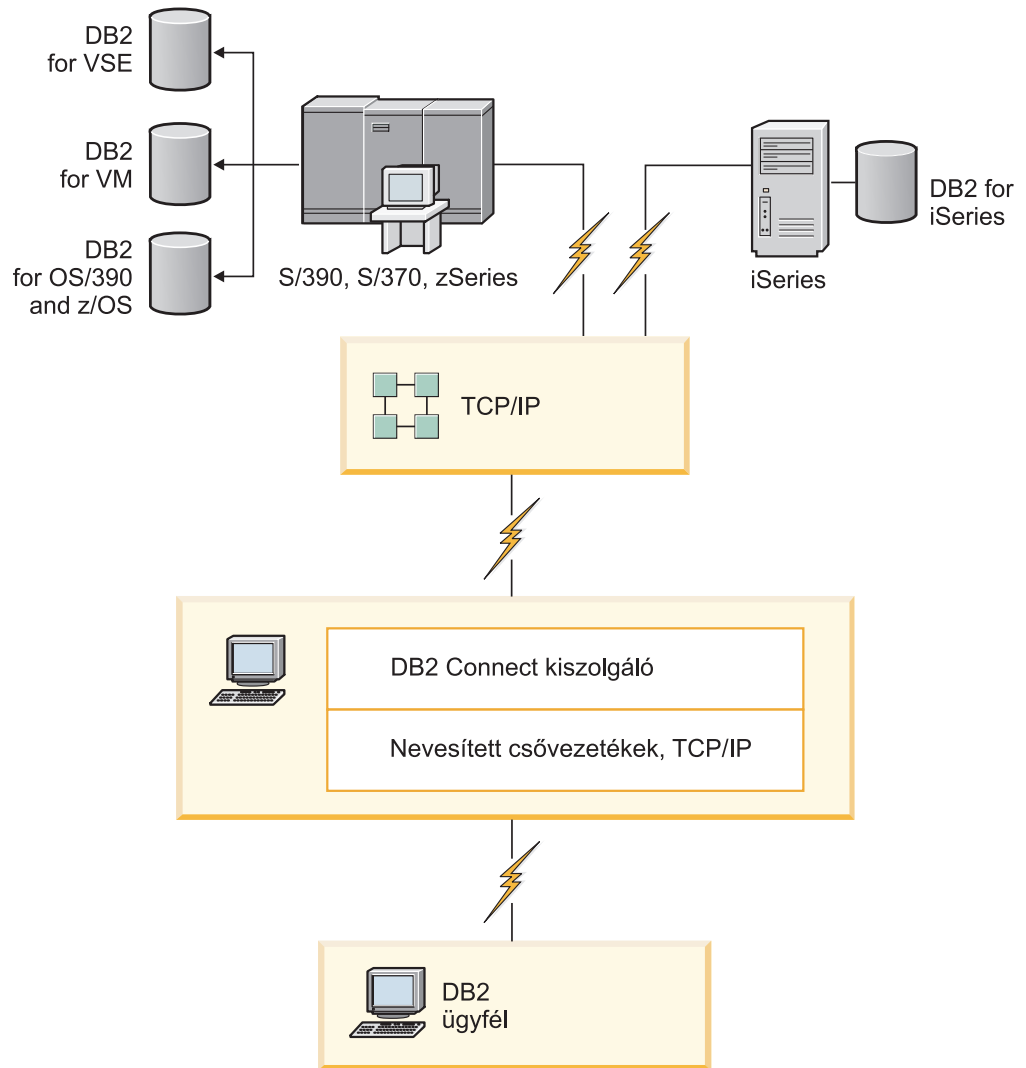 DB2
for VSE
DB2
for VM
DB2
for OS/390
and z/OS
S/390, S/370, zSeries
iSeries
DB2 for
iSeries
TCP/IP
DB2 Connect kiszolgáló
Nevesített csővezetékek, TCP/IP
DB2
ügyfél